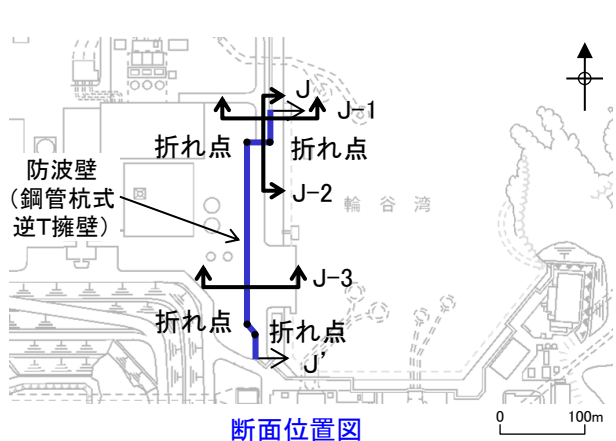 J
J-1
折れ点
折れ点
防波壁
（鋼管杭式
逆T擁壁）
J-2
輪谷湾
J-3
折れ点
折れ点
J’
0
100m
断面位置図